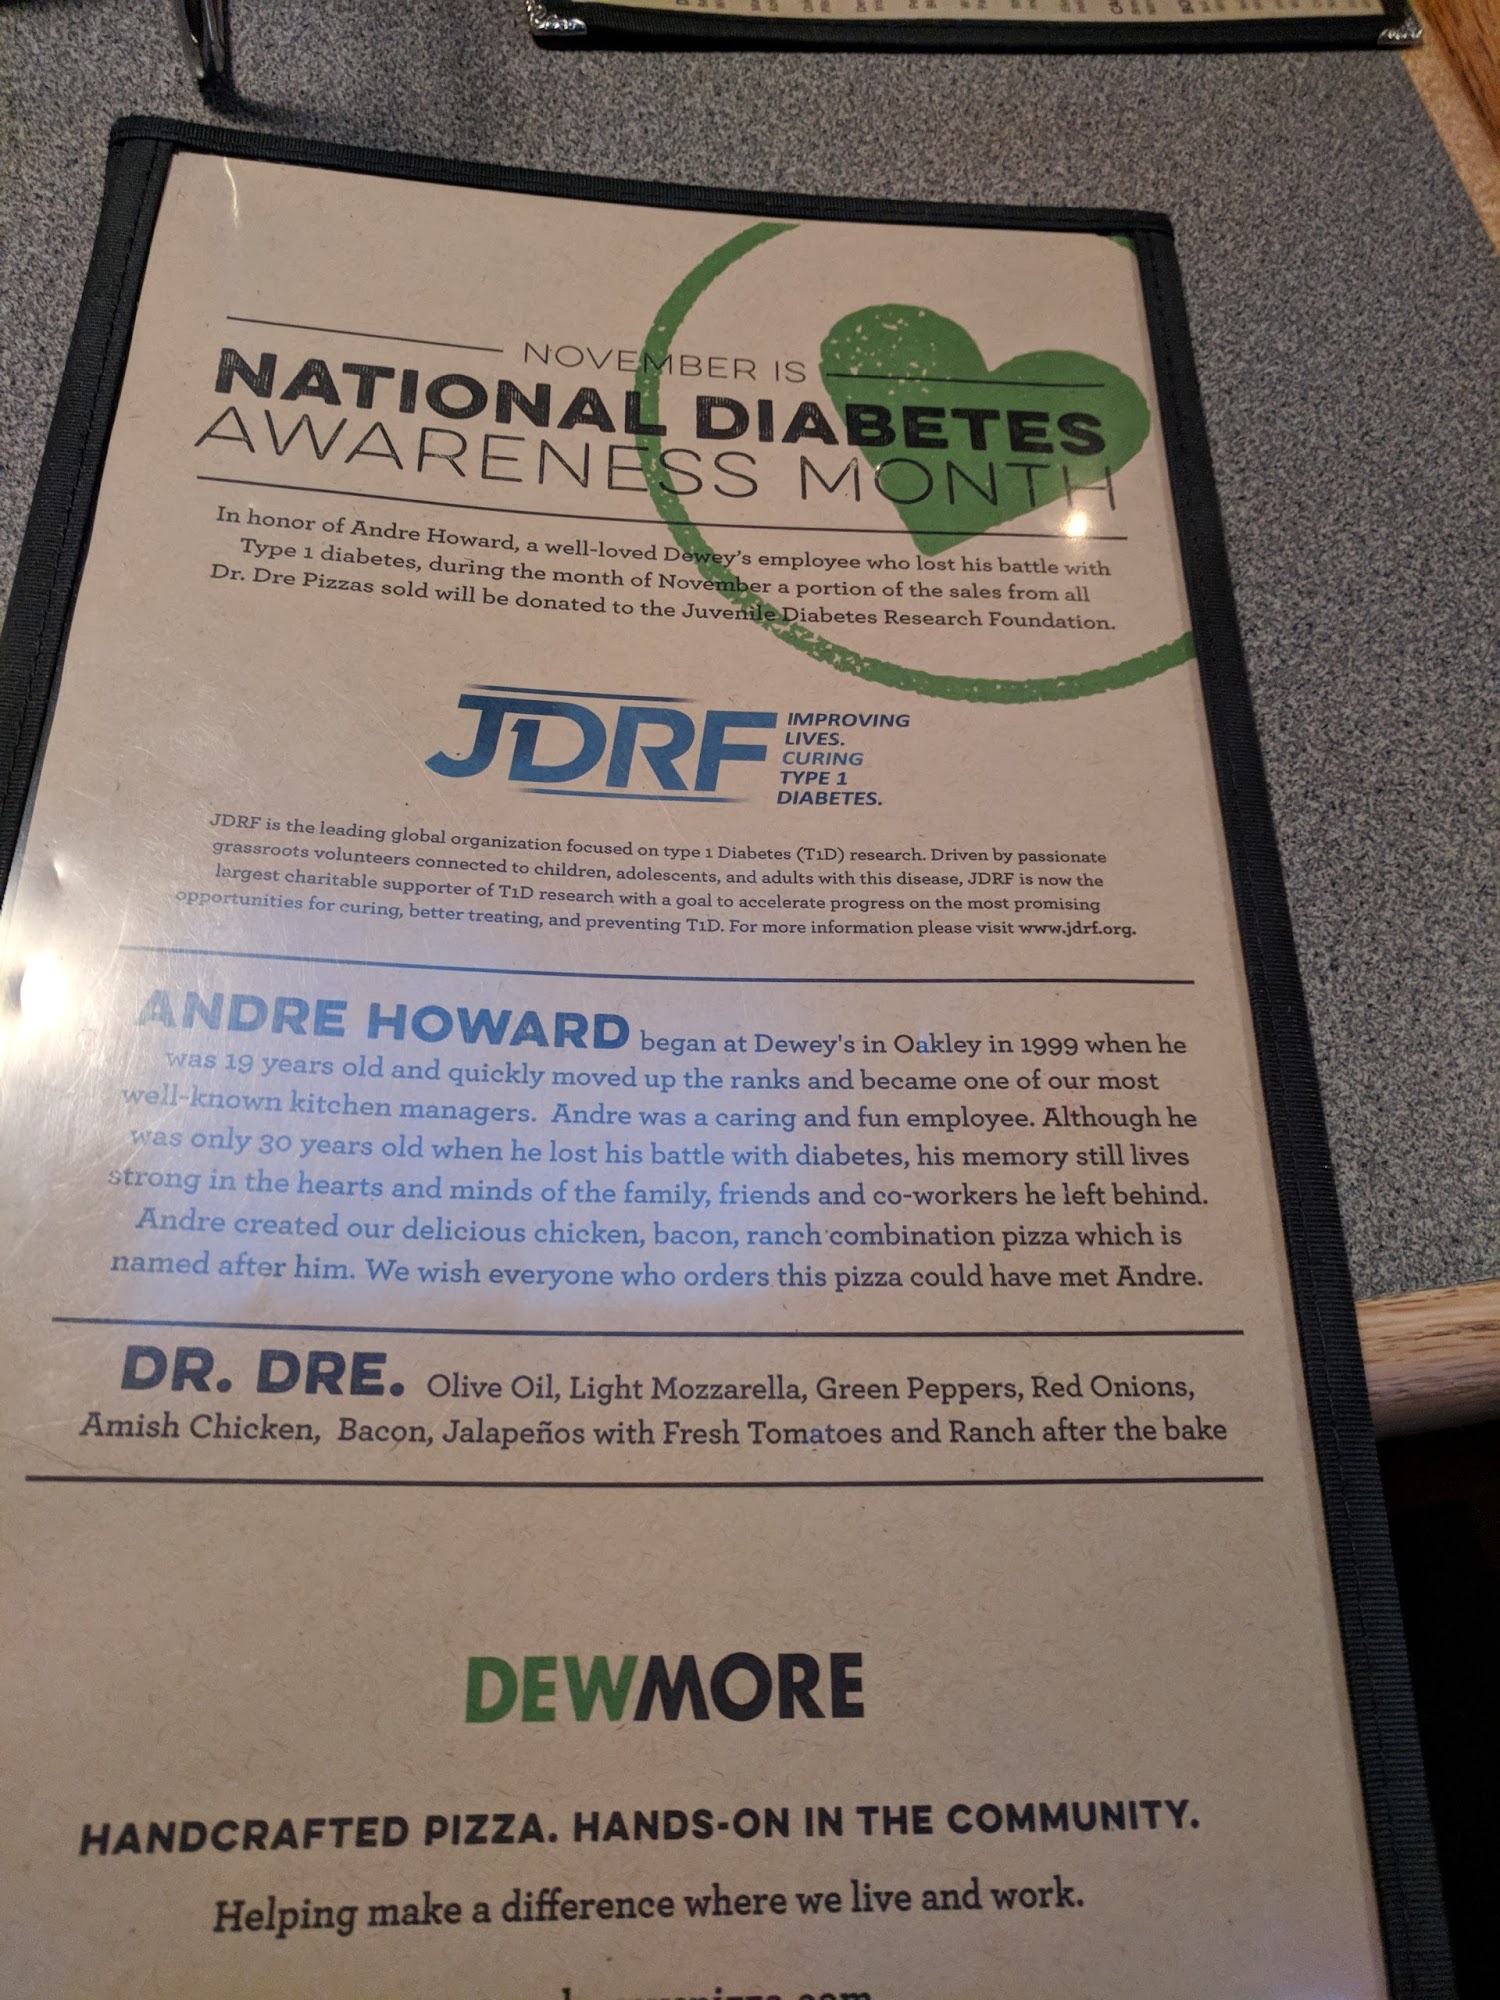 NOVEMBER IS
NATIONAL DIABETES
AWARENESS MONTH
In honor of Andre Howard, a well-loved Dewey's employee who lost his battle with
Type 1 diabetes, during the month of November a portion of the sales from all
Dr. Dre Pizzas sold will be donated to the Juvenile Diabetes Research Foundation.
JDRF
IMPROVING
LIVES.
CURING
TYPE 1
DIABETES.
JDRF is the leading global organization focused on type 1 Diabetes (T1D) research. Driven by passionate
grassroots volunteers connected to children, adolescents, and adults with this disease, JDRF is now the
largest charitable supporter of T1D research with a goal to accelerate progress on the most promising
opportunities for curing, better treating, and preventing T1D. For more information please visit www.jdrf.org.
ANDRE HOWARD began at Dewey's in Oakley in 1999 when he
was 19 years old and quickly moved up the ranks and became one of our most
well-known kitchen managers. Andre was a caring and fun employee. Although he
was only 30 years old when he lost his battle with diabetes, his memory still lives
strong in the hearts and minds of the family, friends and co-workers he left behind.
Andre created our delicious chicken, bacon, ranch combination pizza which is
named after him. We wish everyone who orders this pizza could have met Andre.
DR. DRE. Olive Oil, Light Mozzarella, Green Peppers, Red Onions,
Amish Chicken, Bacon, Jalapeños with Fresh Tomatoes and Ranch after the bake
DEWMORE
HANDCRAFTED PIZZA. HANDS-ON IN THE COMMUNITY.
Helping make a difference where we live and work.